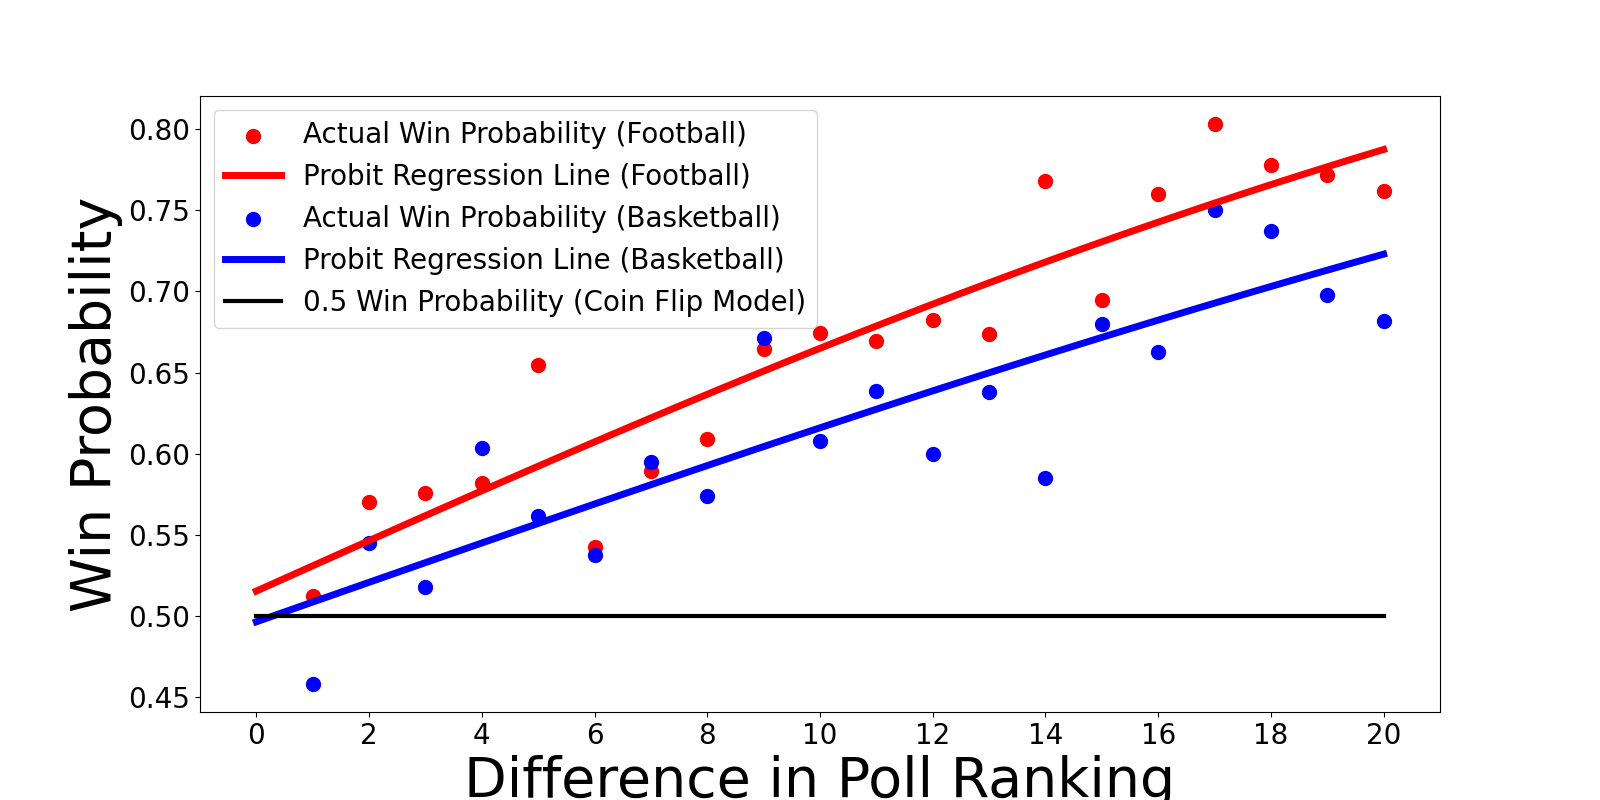 Actual Win Probability (Football)
Probit Regression Line (Football)
Actual Win Probability (Basketball)
Probit Regression Line (Basketball)
0.5 Win Probability (Coin Flip Model)
Win Probability
0.80
0.75
0.70
0.65
0.60
0.55
0.50
0.45
0 2 4 6 8 10 12 14 16 18 20
Difference in Poll Ranking